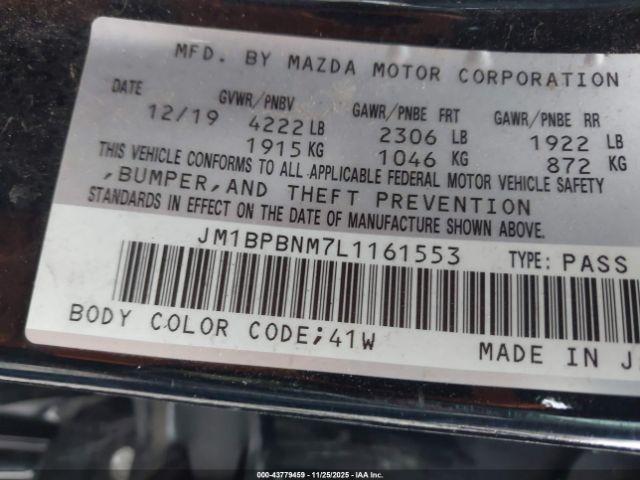 MFD. BY MAZDA MOTOR CORPORATION
DATE GVWR/PNBV GAWR/PNBE FRT GAWR/PNBE RR
12/19 4222 LB 2306 LB 1922 LB
1915 KG 1046 KG 872 KG
THIS VEHICLE CONFORMS TO ALL APPLICABLE FEDERAL MOTOR VEHICLE SAFETY
,BUMPER,AND THEFT PREVENTION
STANDARDS IN EFFECT ON THE DATE OF MANUFACTURE SHOWN ABOVE.
JM1BPBNM7L1161553 TYPE: PASS
BODY COLOR CODE;41W MADE IN JA
000-43779459 - 11/25/2025 - IAA Inc.